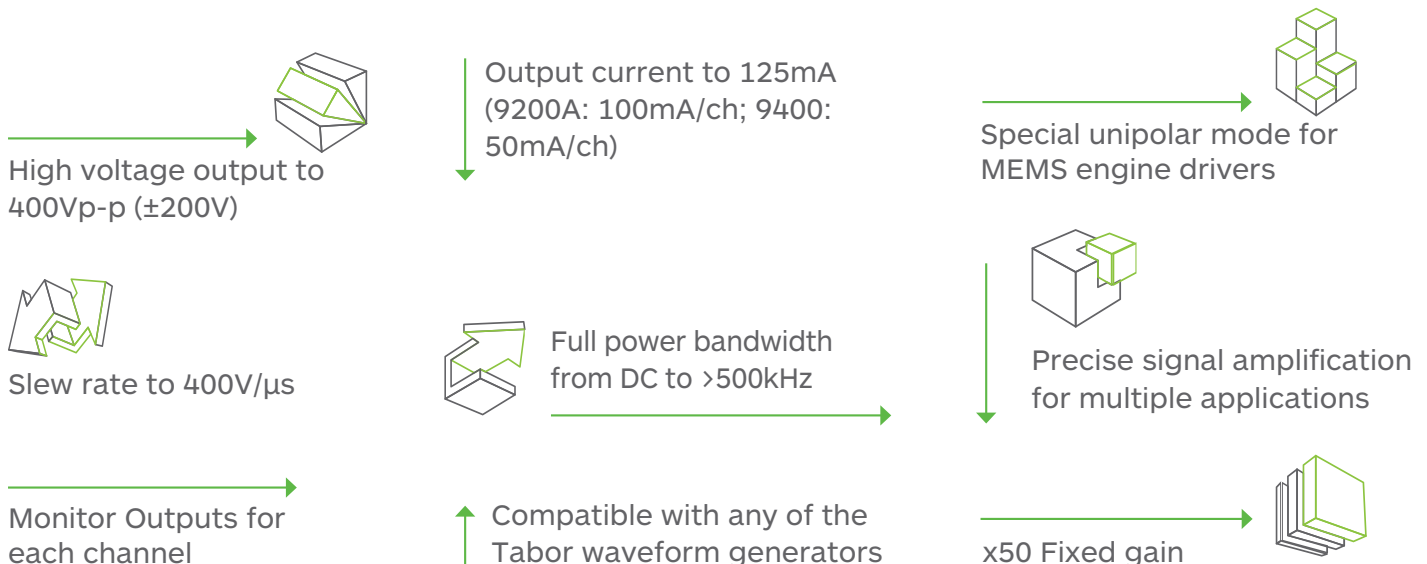 High voltage output to
400Vp-p (±200V)
Output current to 125mA
(9200A: 100mA/ch; 9400:
50mA/ch)
Special unipolar mode for
MEMS engine drivers
Slew rate to 400V/µs
Full power bandwidth
from DC to >500kHz
Precise signal amplification
for multiple applications
Monitor Outputs for
each channel
Compatible with any of the
Tabor waveform generators
x50 Fixed gain